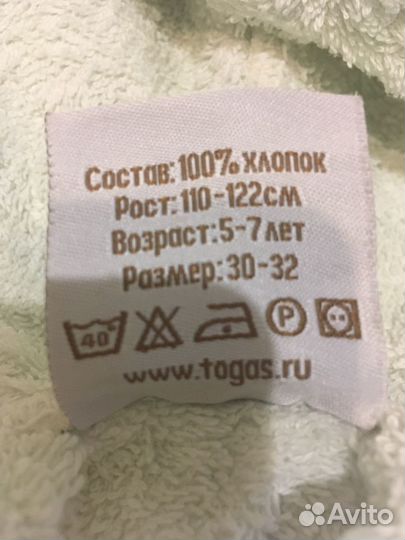 Состав: 100% хлопок
Рост: 110-122см
Возраст: 5-7 лет
Размер: 30-32
40° P
www.togas.ru
Avito